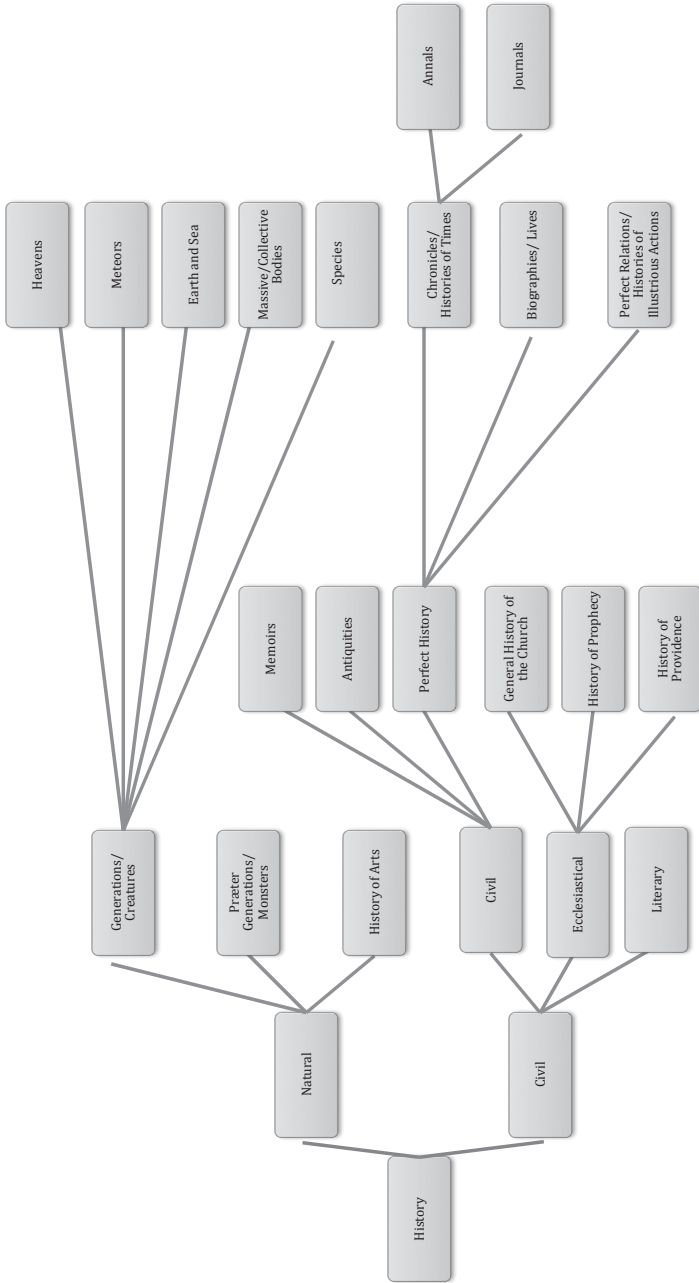 History
Natural
Civil
Generations/
Creatures
Præter
Generations/
Monsters
History of Arts
Civil
Ecclesiastical
Literary
Memoirs
Antiquities
Perfect History
General History of
the Church
History of Prophecy
History of
Providence
Heavens
Meteors
Earth and Sea
Massive/Collective
Bodies
Species
Chronicles/
Histories of Times
Biographies/ Lives
Perfect Relations/
Histories of
Illustrious Actions
Annals
Journals